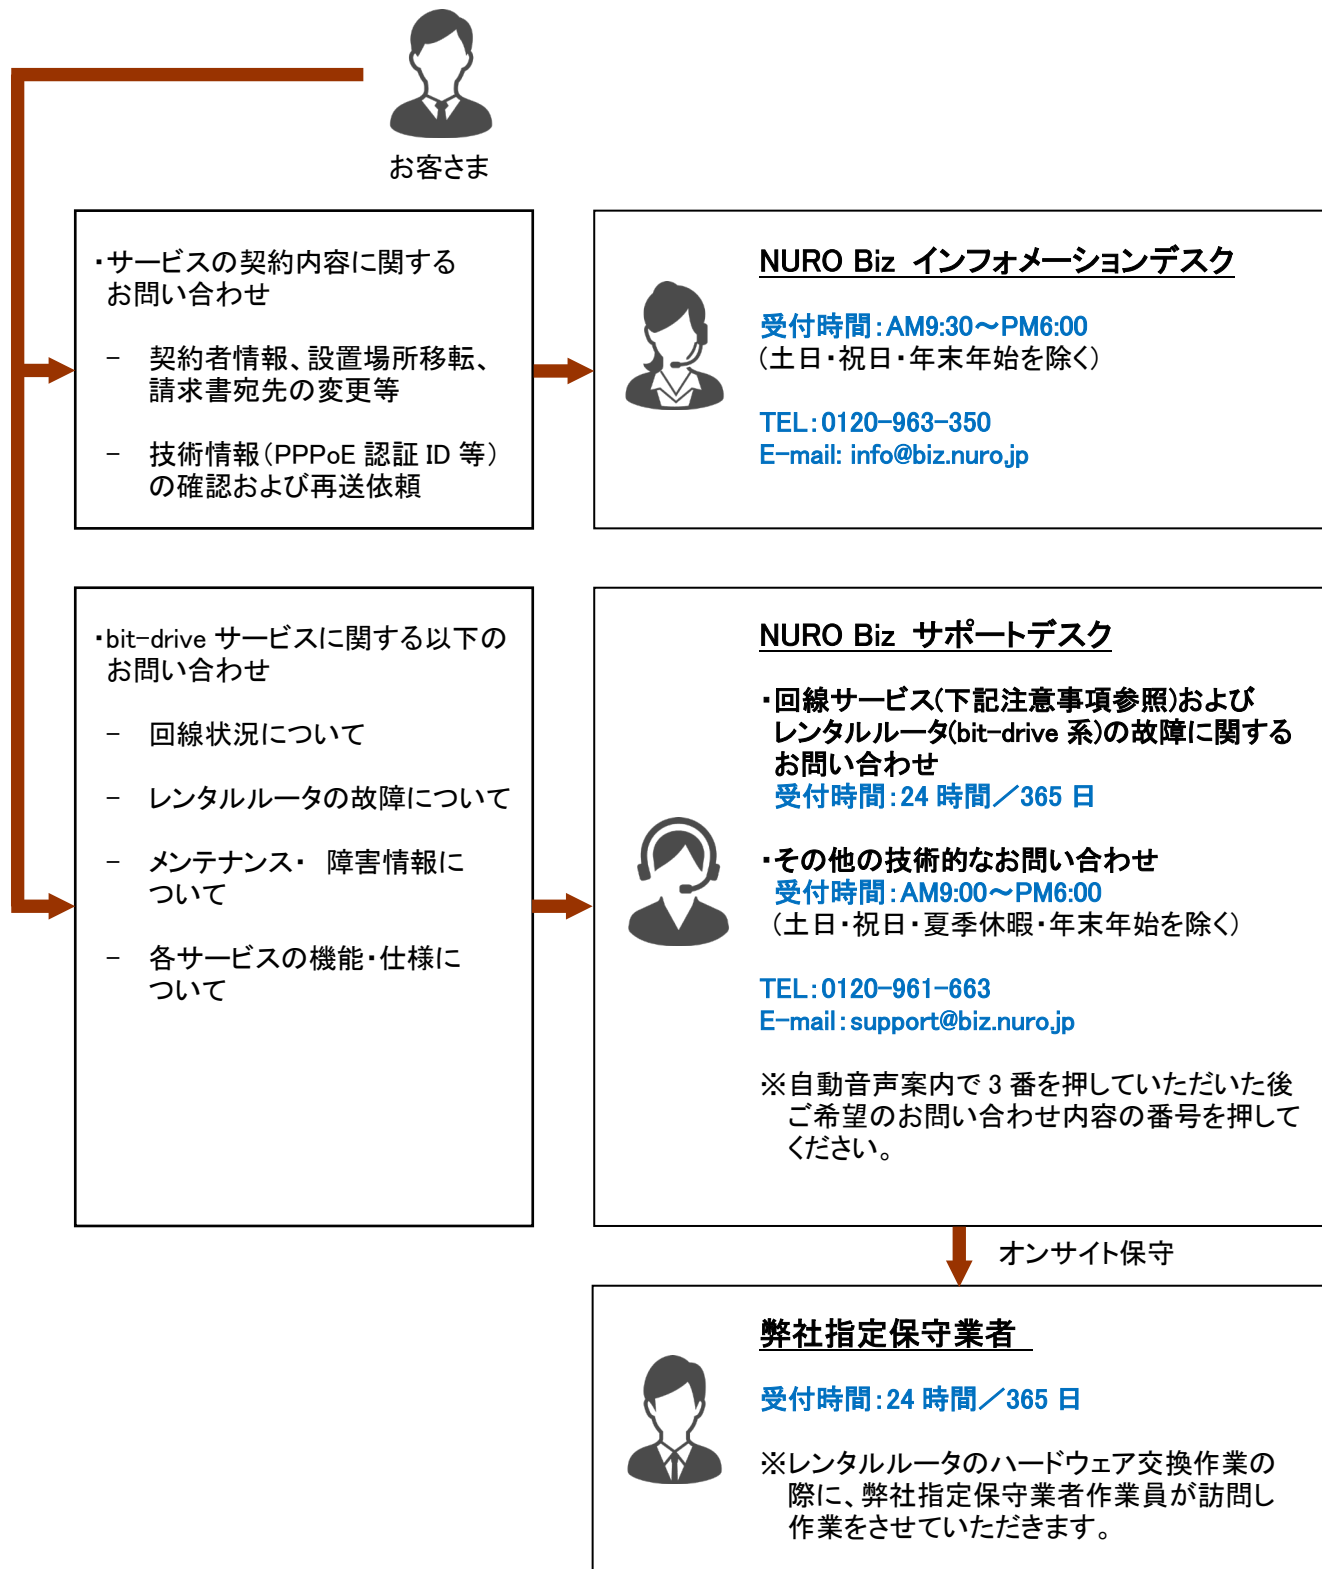 お客さま
・サービスの契約内容に関する
お問い合わせ
- 契約者情報、設置場所移転、
請求書宛先の変更等
- 技術情報(PPPoE 認証 ID 等)
の確認および再送依頼
NURO Biz インフォメーションデスク
受付時間:AM9:30～PM6:00
(土日・祝日・年末年始を除く)
TEL:0120-963-350
E-mail: info@biz.nuro.jp
・bit-drive サービスに関する以下の
お問い合わせ
- 回線状況について
- レンタルルータの故障について
- メンテナンス・ 障害情報に
ついて
- 各サービスの機能・仕様に
ついて
NURO Biz サポートデスク
・回線サービス(下記注意事項参照)および
レンタルルータ(bit-drive 系)の故障に関する
お問い合わせ
受付時間:24 時間／365 日
・その他の技術的なお問い合わせ
受付時間:AM9:00～PM6:00
(土日・祝日・夏季休暇・年末年始を除く)
TEL:0120-961-663
E-mail:support@biz.nuro.jp
※自動音声案内で 3 番を押していただいた後
ご希望のお問い合わせ内容の番号を押して
ください。
オンサイト保守
弊社指定保守業者
受付時間:24 時間／365 日
※レンタルルータのハードウェア交換作業の
際に、弊社指定保守業者作業員が訪問し
作業をさせていただきます。